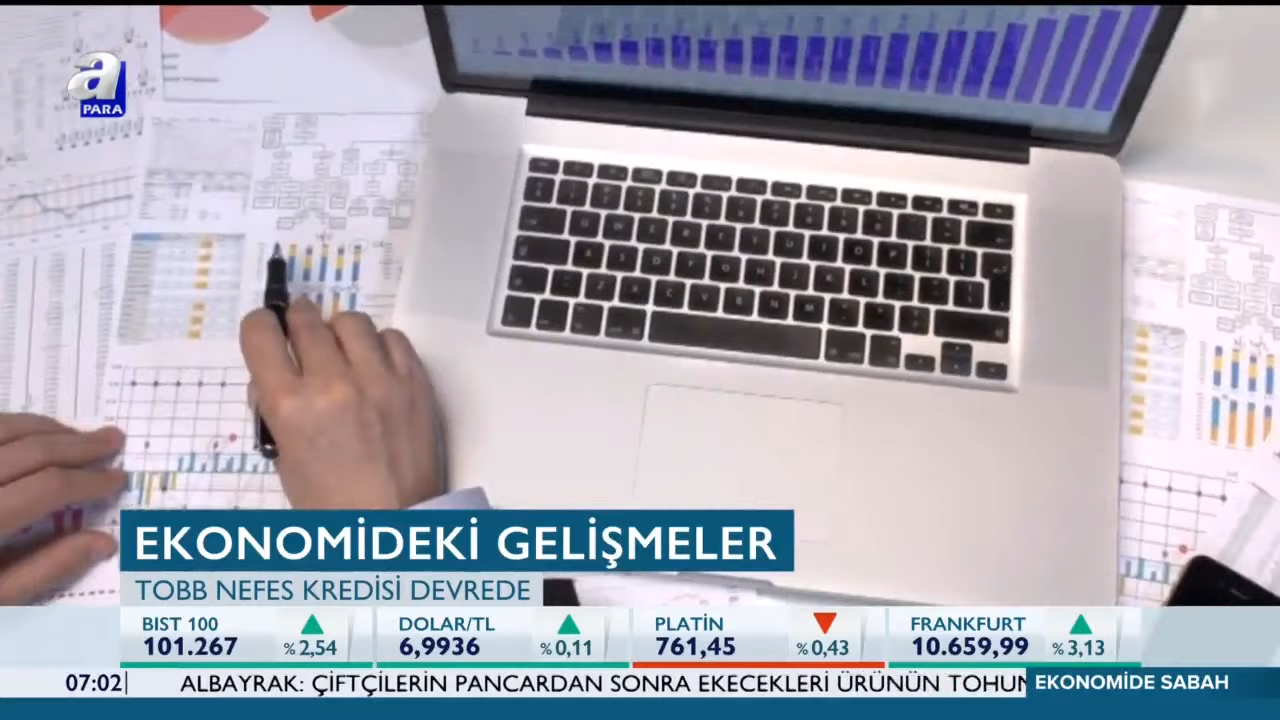 a
PARA
EKONOMİDEKİ GELİŞMELER
TOBB NEFES KREDİSİ DEVREDE
BIST 100
101.267
%2,54
DOLAR/TL
6,9936
%0,11
PLATİN
761,45
%0,43
FRANKFURT
10.659,99
%3,13
07:02
ALBAYRAK: ÇİFTÇİLERİN PANCARDAN SONRA EKECEKLERİ ÜRÜNÜN TOHUM
EKONOMİDE SABAH